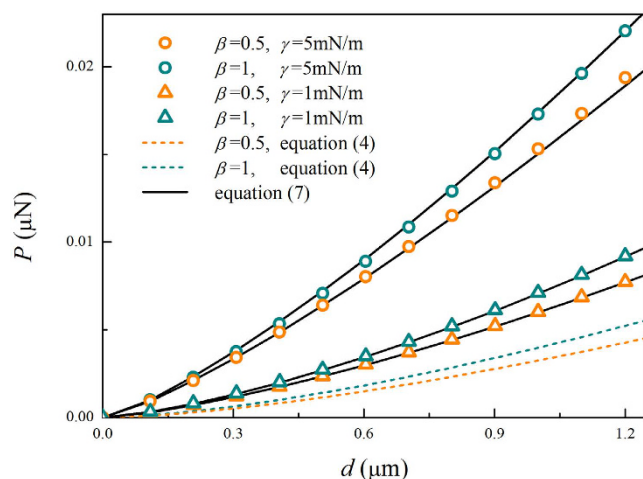 β=0.5, γ=5mN/m
β=1, γ=5mN/m
β=0.5, γ=1mN/m
β=1, γ=1mN/m
β=0.5, equation (4)
β=1, equation (4)
equation (7)
P (μN)
0.02
0.01
0.00
0.0 0.3 0.6 0.9 1.2
d (μm)